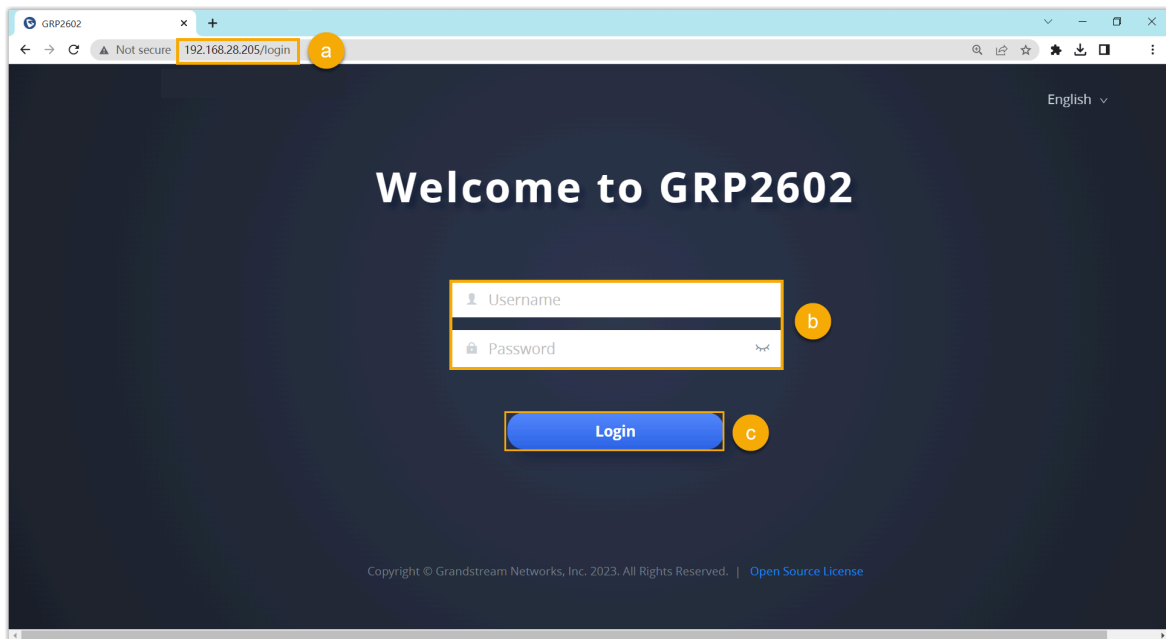 GRP2602
Not secure 192.168.28.205/login a
English
Welcome to GRP2602
Username
b
Password
Login c
Copyright © Grandstream Networks, Inc. 2023. All Rights Reserved. | Open Source License